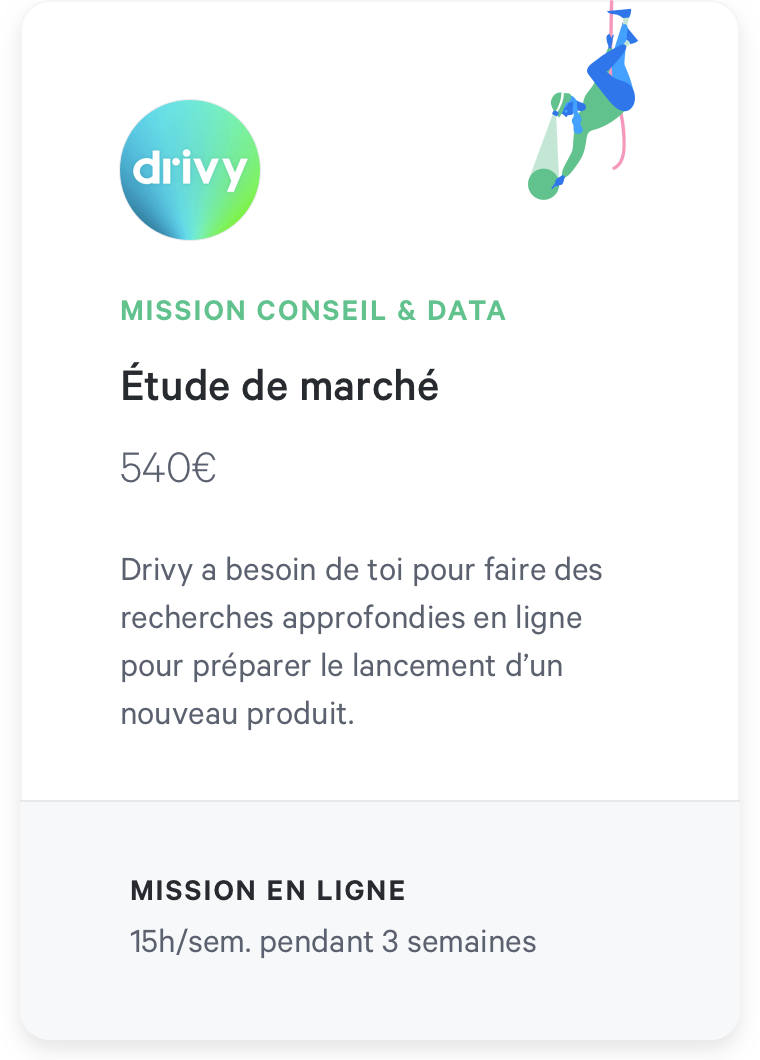 drivy
MISSION CONSEIL & DATA
Étude de marché
540€
Drivy a besoin de toi pour faire des
recherches approfondies en ligne
pour préparer le lancement d’un
nouveau produit.
MISSION EN LIGNE
15h/sem. pendant 3 semaines